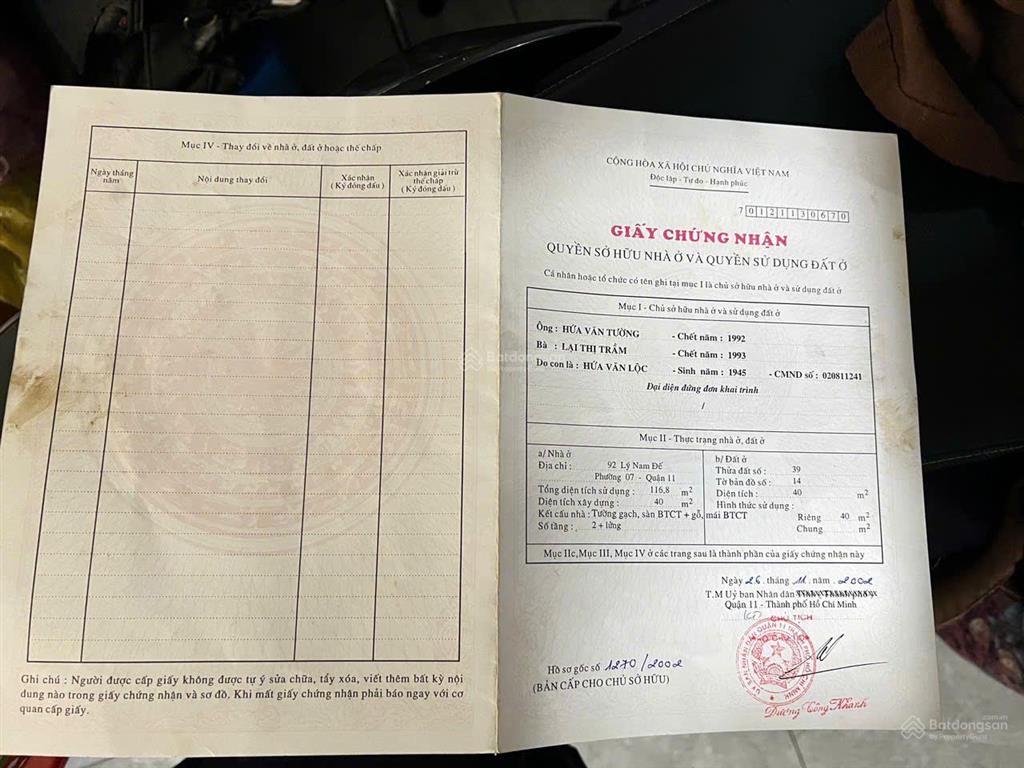 Mục IV - Thay đổi về nhà ở, đất ở hoặc thế chấp
Ngày tháng năm
Nội dung thay đổi
Xác nhận
(Ký đóng dấu)
Xác nhận giải trừ thế chấp
(Ký đóng dấu)
Ghi chú : Người được cấp giấy không được tự ý sửa chữa, tẩy xóa, viết thêm bất kỳ nội
dung nào trong giấy chứng nhận và sơ đồ. Khi mất giấy chứng nhận phải báo ngay với cơ
quan cấp giấy.
CỘNG HÒA XÃ HỘI CHỦ NGHĨA VIỆT NAM
Độc lập - Tự do - Hạnh phúc
7 0 1 2 1 1 3 0 6 7 0
GIẤY CHỨNG NHẬN
QUYỀN SỞ HỮU NHÀ Ở VÀ QUYỀN SỬ DỤNG ĐẤT Ở
Cá nhân hoặc tổ chức có tên ghi tại mục I là chủ sở hữu nhà ở và sử dụng đất ở
Mục I - Chủ sở hữu nhà ở và sử dụng đất ở
Ông : HỨA VĂN TƯỜNG - Chết năm : 1992
Bà : LẠI THỊ TRẮM - Chết năm : 1993
Do con là : HỨA VĂN LỘC - Sinh năm : 1945 - CMND số : 020811241
Đại diện đứng đơn khai trình
/
Mục II - Thực trạng nhà ở, đất ở
a/ Nhà ở
Địa chỉ : 92 Lý Nam Đế
Phường 07 - Quận 11
Tổng diện tích sử dụng : 116,8 m2
Diện tích xây dựng : 40 m2
Kết cấu nhà : Tường gạch, sàn BTCT + gỗ, mái BTCT
Số tầng : 2 + lửng
b/ Đất ở
Thửa đất số : 39
Tờ bản đồ số : 14
Diện tích : 40 m2
Hình thức sử dụng :
Riêng 40 m2
Chung m2
Mục IIc, Mục III, Mục IV ở các trang sau là thành phần của giấy chứng nhận này
Ngày 26 tháng 11 năm 2002
T.M Uỷ ban Nhân dân
Quận 11 - Thành phố Hồ Chí Minh
KT. CHỦ TỊCH
Hồ sơ gốc số 1270/2002
(BẢN CẤP CHO CHỦ SỞ HỮU)
Dương Công Khanh
Batdongsan
Batdongsan.com.vn
by PropertyGuru